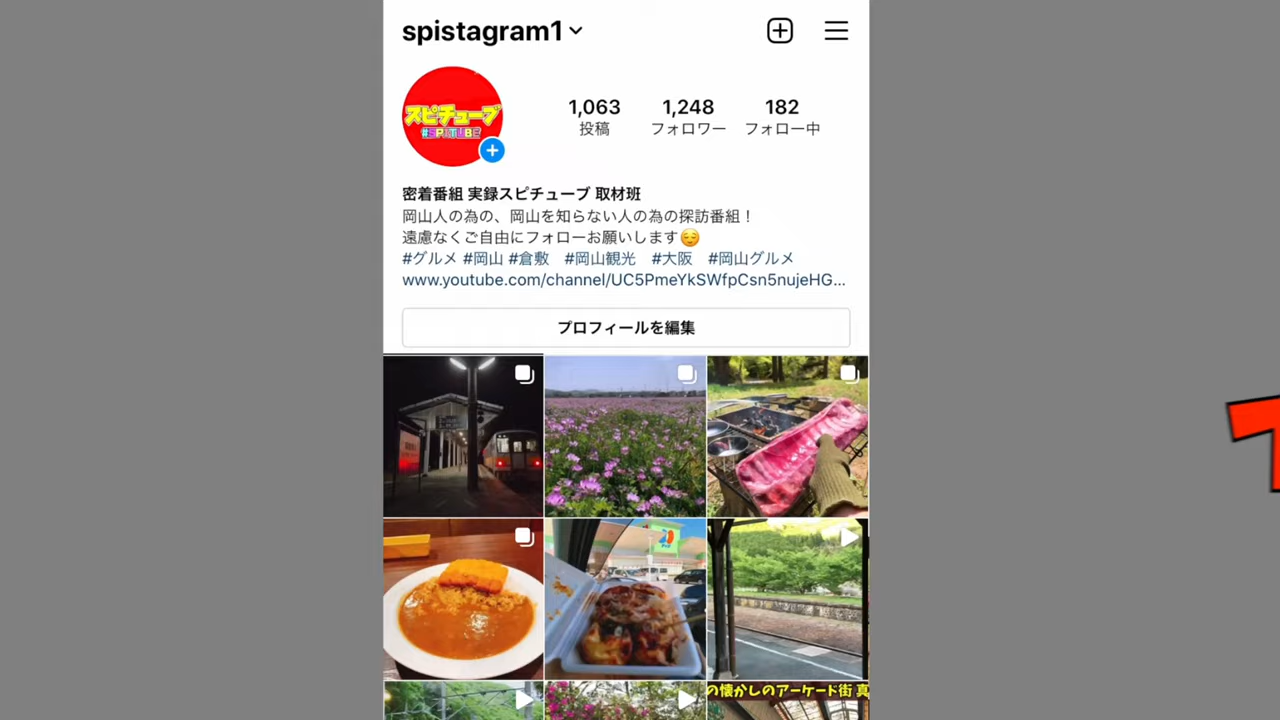 spistagram1
スピチューブ
#SPITUBE
1,063
投稿
1,248
フォロワー
182
フォロー中
密着番組 実録スピチューブ 取材班
岡山人の為の、岡山を知らない人の為の探訪番組！
遠慮なくご自由にフォローお願いします😌
#グルメ #岡山 #倉敷　#岡山観光　#大阪　#岡山グルメ
www.youtube.com/channel/UC5PmeYkSWfpCsn5nujeHG...
プロフィールを編集
の懐かしのアーケード街 真